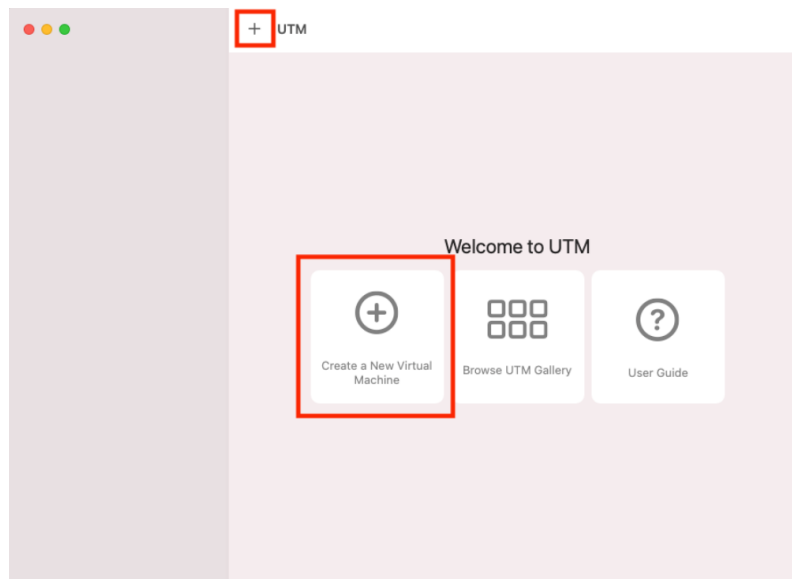 UTM
Welcome to UTM
Create a New Virtual
Machine
Browse UTM Gallery
User Guide